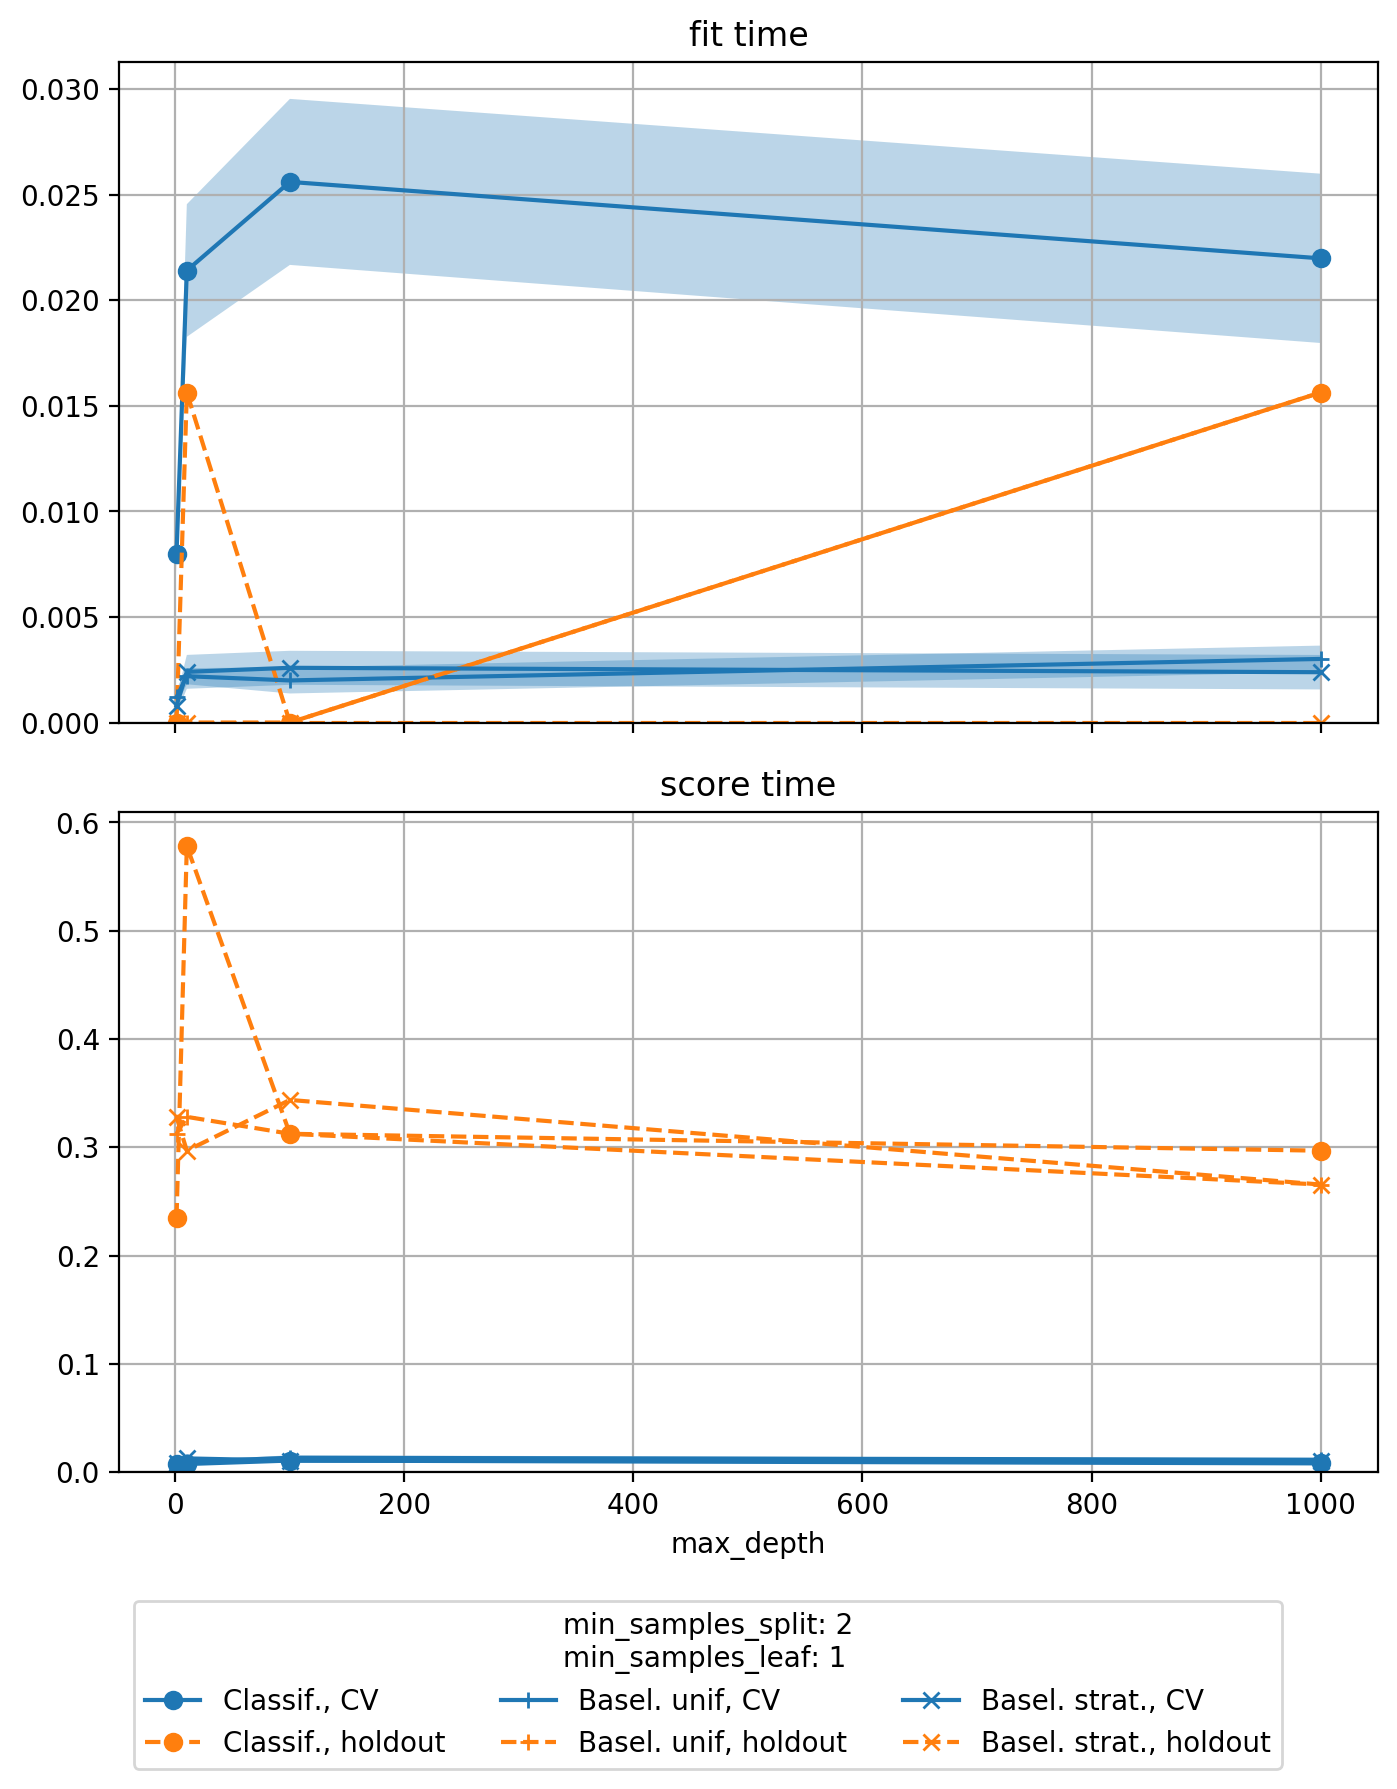 fit time
0.030
0.025
0.020
0.015
0.010
0.005
0.000
score time
0.6
0.5
0.4
0.3
0.2
0.1
0.0
0 200 400 600 800 1000
max_depth
min_samples_split: 2
min_samples_leaf: 1
Classif., CV Basel. unif, CV Basel. strat., CV
Classif., holdout Basel. unif, holdout Basel. strat., holdout